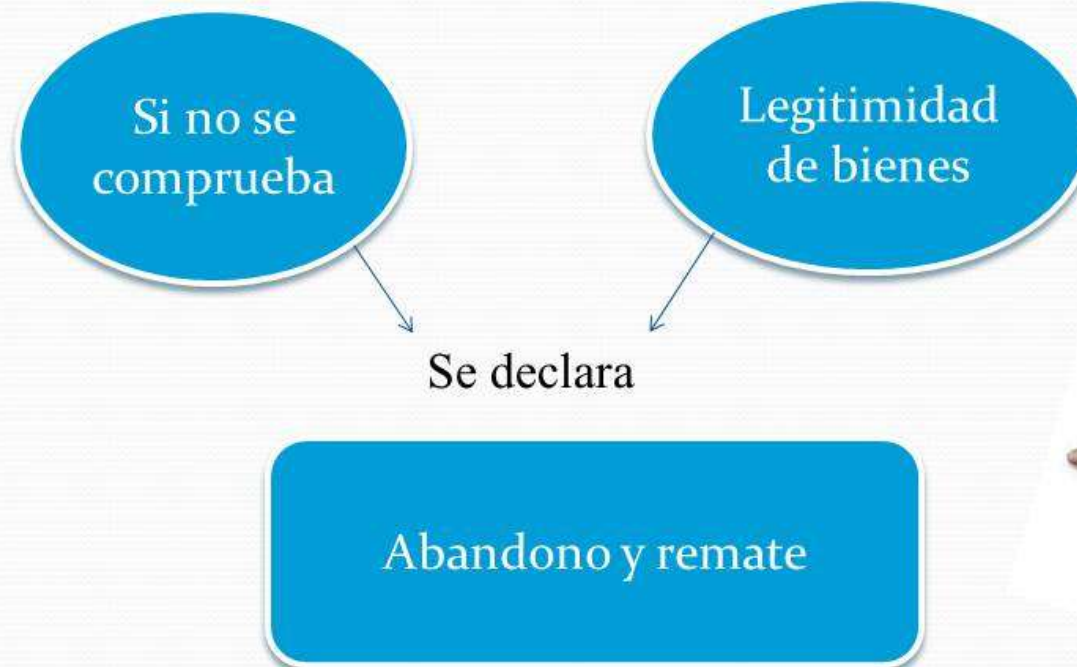 Si no se
comprueba
Legitimidad
de bienes
Se declara
Abandono y remate